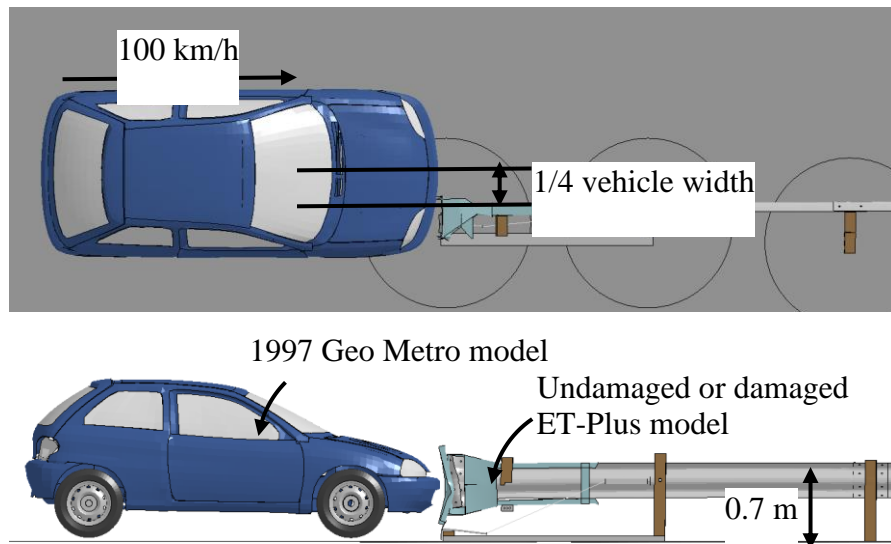 100 km/h
1/4 vehicle width
1997 Geo Metro model
Undamaged or damaged
ET-Plus model
0.7 m